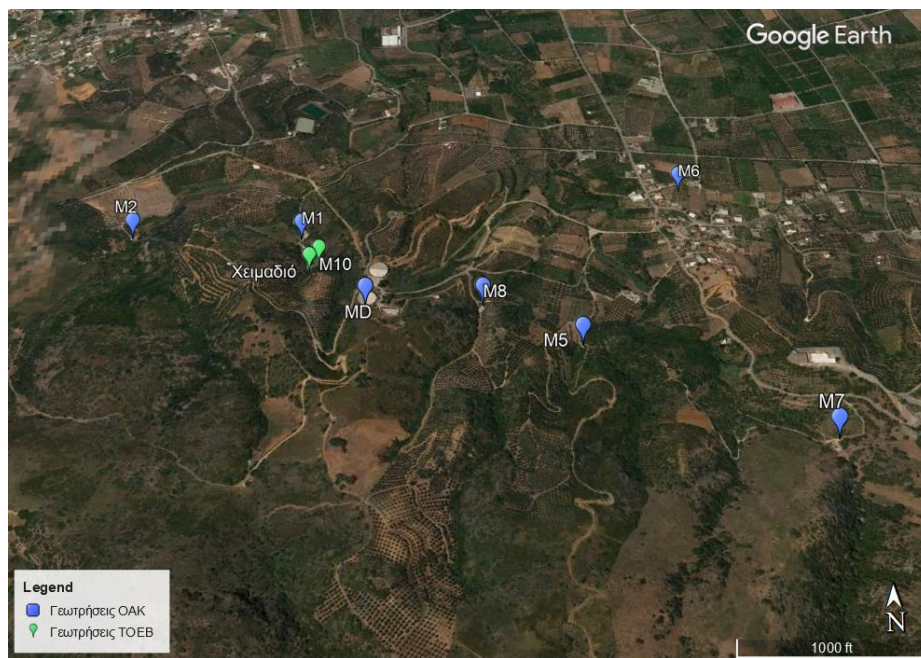 Google Earth
M6
M2
M1
M10
Χειμαδιό
M8
MD
M5
M7
Legend
Γεωτρήσεις ΟΑΚ
Γεωτρήσεις ΤΟΕΒ
N
1000 ft